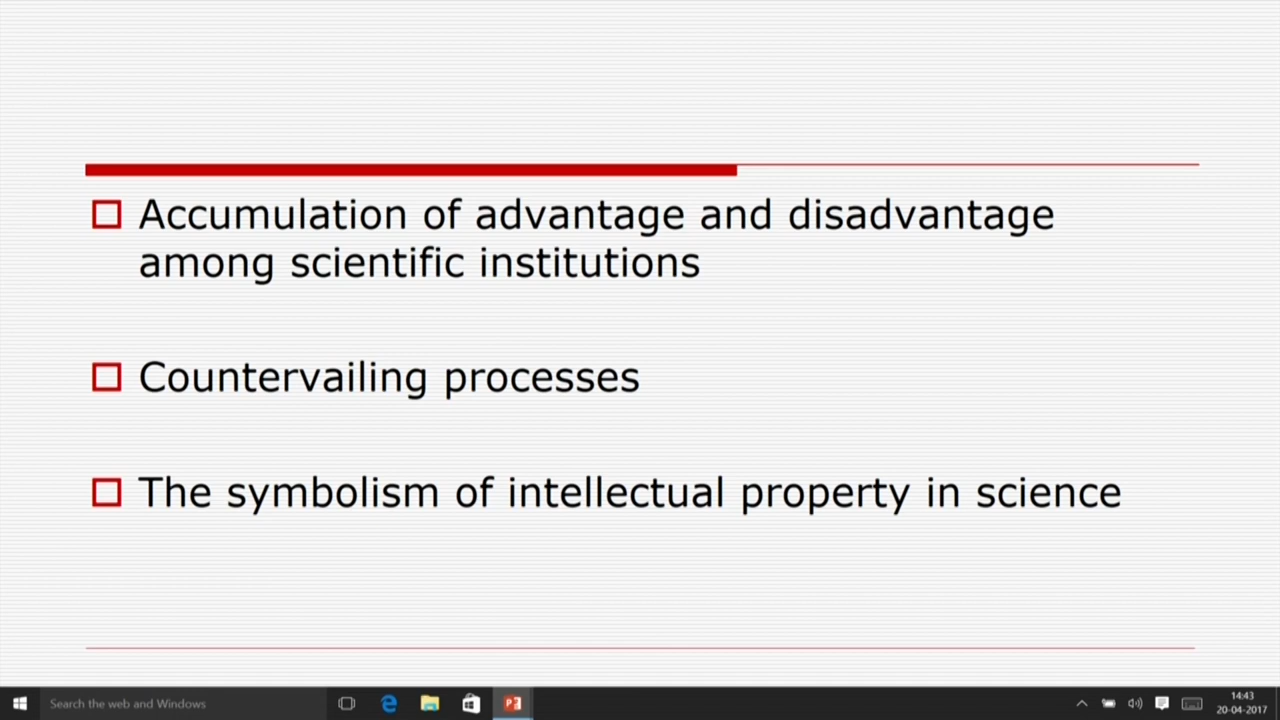 Accumulation of advantage and disadvantage
among scientific institutions
Countervailing processes
The symbolism of intellectual property in science
Search the web and Windows
14:43
20-04-2017